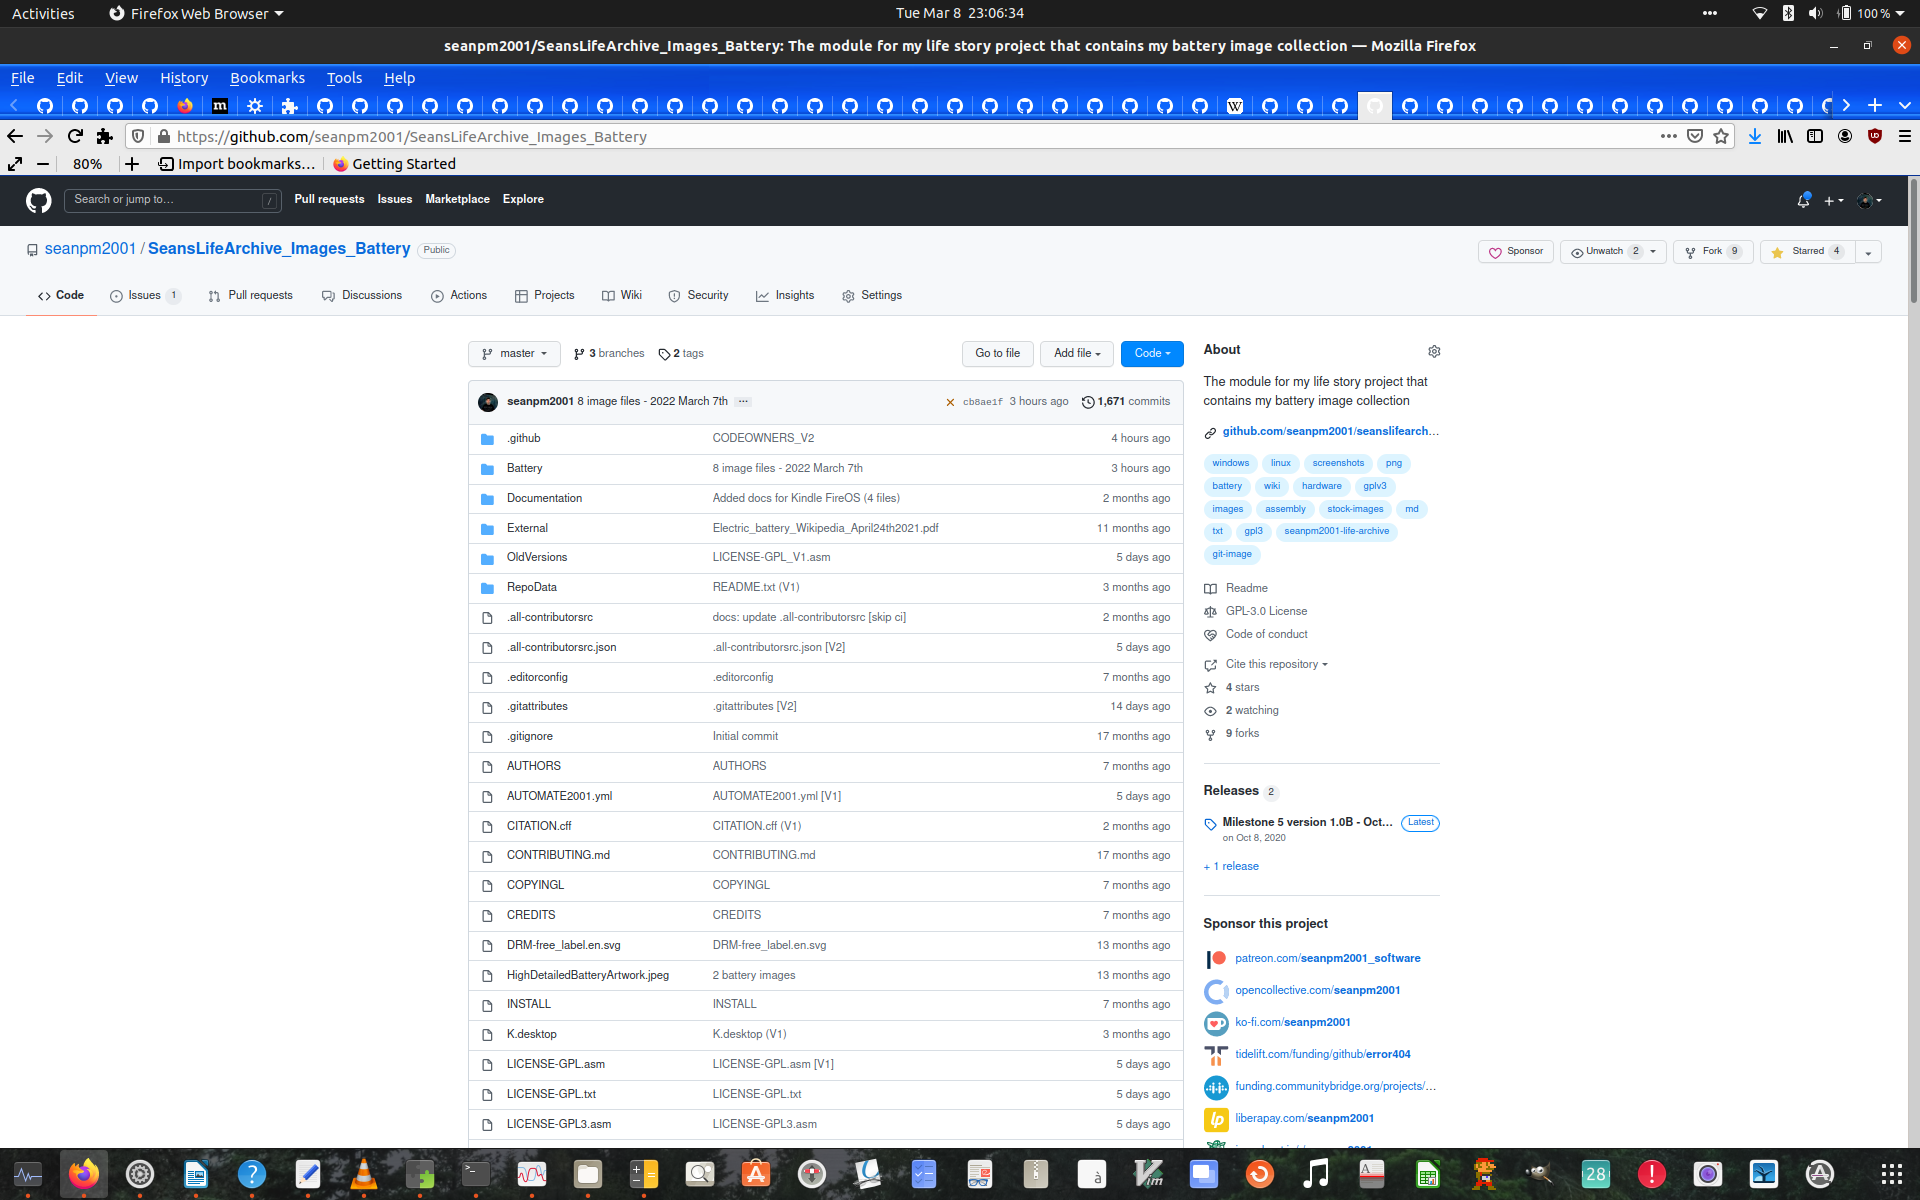 Activities Firefox Web Browser Tue Mar 8 23:06:34 100 %
seanpm2001/SeansLifeArchive_Images_Battery: The module for my life story project that contains my battery image collection — Mozilla Firefox
File Edit View History Bookmarks Tools Help
https://github.com/seanpm2001/SeansLifeArchive_Images_Battery
80% Import bookmarks... Getting Started
Search or jump to... / Pull requests Issues Marketplace Explore
seanpm2001 / SeansLifeArchive_Images_Battery Public
Sponsor Unwatch 2 Fork 9 Starred 4
Code Issues 1 Pull requests Discussions Actions Projects Wiki Security Insights Settings
master 3 branches 2 tags Go to file Add file Code
seanpm2001 8 image files - 2022 March 7th ... cb8ae1f 3 hours ago 1,671 commits
.github CODEOWNERS_V2 4 hours ago
Battery 8 image files - 2022 March 7th 3 hours ago
Documentation Added docs for Kindle FireOS (4 files) 2 months ago
External Electric_battery_Wikipedia_April24th2021.pdf 11 months ago
OldVersions LICENSE-GPL_V1.asm 5 days ago
RepoData README.txt (V1) 3 months ago
.all-contributorsrc docs: update .all-contributorsrc [skip ci] 2 months ago
.all-contributorsrc.json .all-contributorsrc.json [V2] 5 days ago
.editorconfig .editorconfig 7 months ago
.gitattributes .gitattributes [V2] 14 days ago
.gitignore Initial commit 17 months ago
AUTHORS AUTHORS 7 months ago
AUTOMATE2001.yml AUTOMATE2001.yml [V1] 5 days ago
CITATION.cff CITATION.cff (V1) 2 months ago
CONTRIBUTING.md CONTRIBUTING.md 17 months ago
COPYINGL COPYINGL 7 months ago
CREDITS CREDITS 7 months ago
DRM-free_label.en.svg DRM-free_label.en.svg 13 months ago
HighDetailedBatteryArtwork.jpeg 2 battery images 13 months ago
INSTALL INSTALL 7 months ago
K.desktop K.desktop (V1) 3 months ago
LICENSE-GPL.asm LICENSE-GPL.asm [V1] 5 days ago
LICENSE-GPL.txt LICENSE-GPL.txt 5 days ago
LICENSE-GPL3.asm LICENSE-GPL3.asm 5 days ago
About
The module for my life story project that
contains my battery image collection
github.com/seanpm2001/seanslifearch...
windows linux screenshots png
battery wiki hardware gplv3
images assembly stock-images md
txt gpl3 seanpm2001-life-archive
git-image
Readme
GPL-3.0 License
Code of conduct
Cite this repository
4 stars
2 watching
9 forks
Releases 2
Milestone 5 version 1.0B - Oct... Latest
on Oct 8, 2020
+ 1 release
Sponsor this project
patreon.com/seanpm2001_software
opencollective.com/seanpm2001
ko-fi.com/seanpm2001
tidelift.com/funding/github/error404
funding.communitybridge.org/projects/...
liberapay.com/seanpm2001
28